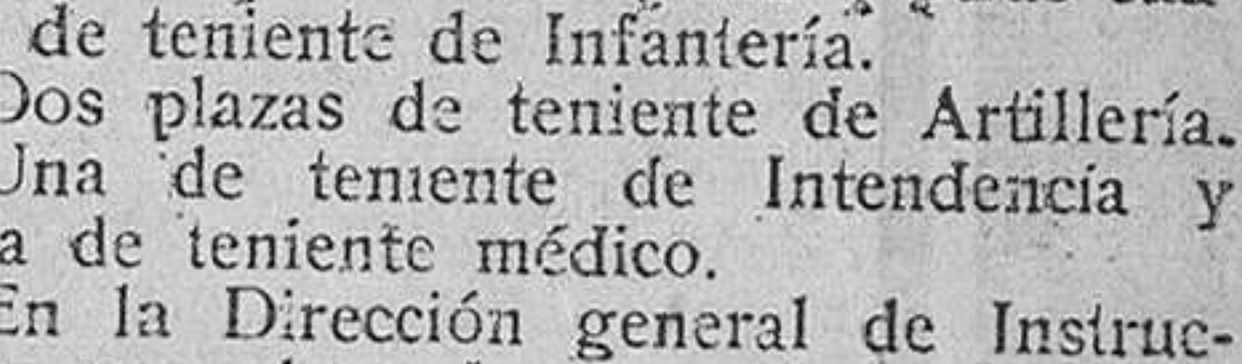 de teniente de Infantería.
Dos plazas de teniente de Artillería.
Una de teniente de Intendencia y
a de teniente médico.
En la Dirección general de Instruc-